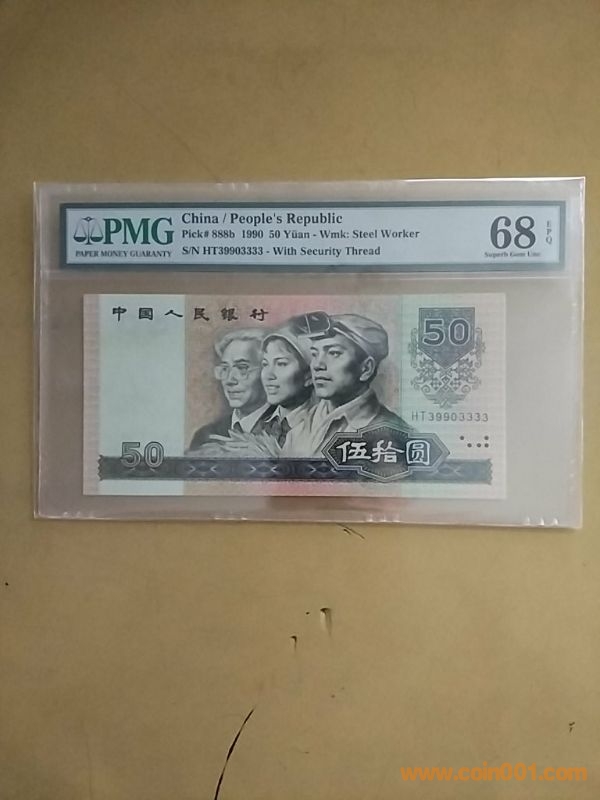 PMG
PAPER MONEY GUARANTY
China / People's Republic
Pick# 888b 1990 50 Yüan - Wmk: Steel Worker
S/N HT39903333 - With Security Thread
68 EPQ
Superb Gem Unc
中国人民银行
50
HT39903333
50
伍拾圆
www.coin001.com